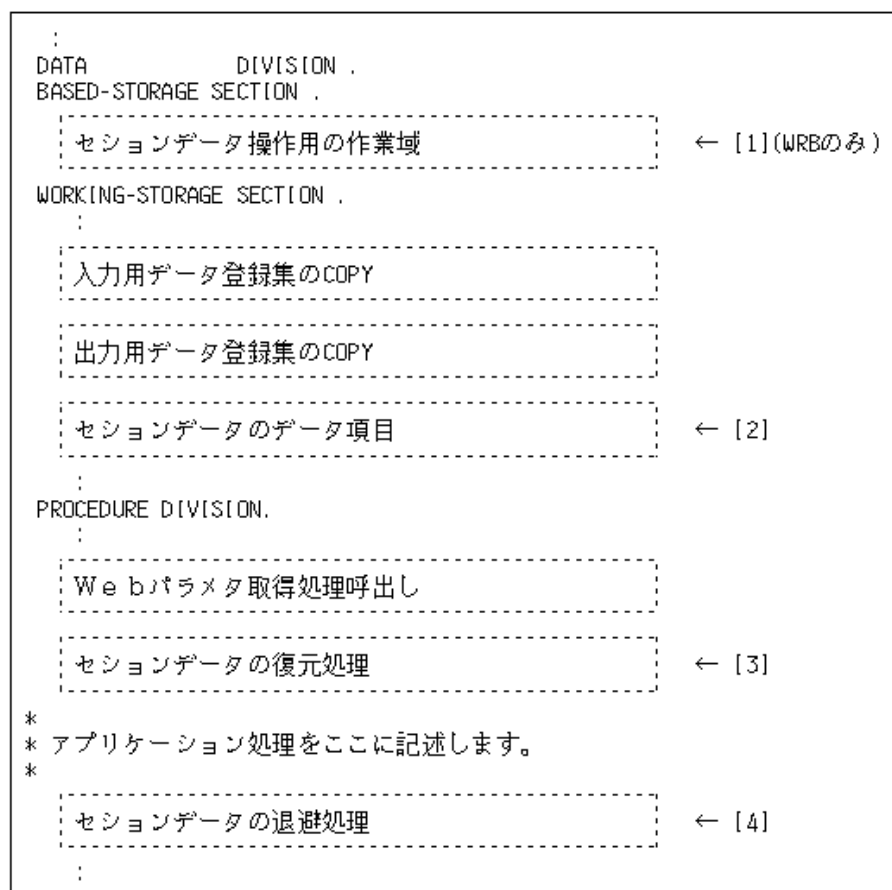 :
DATA DIVISION .
BASED-STORAGE SECTION .
セションデータ操作用の作業域 ← [1](WRBのみ)
WORKING-STORAGE SECTION .
:
入力用データ登録集のCOPY
出力用データ登録集のCOPY
セションデータのデータ項目 ← [2]
:
PROCEDURE DIVISION.
:
Ｗｅｂパラメタ取得処理呼出し
セションデータの復元処理 ← [3]
*
* アプリケーション処理をここに記述します。
*
セションデータの退避処理 ← [4]
: